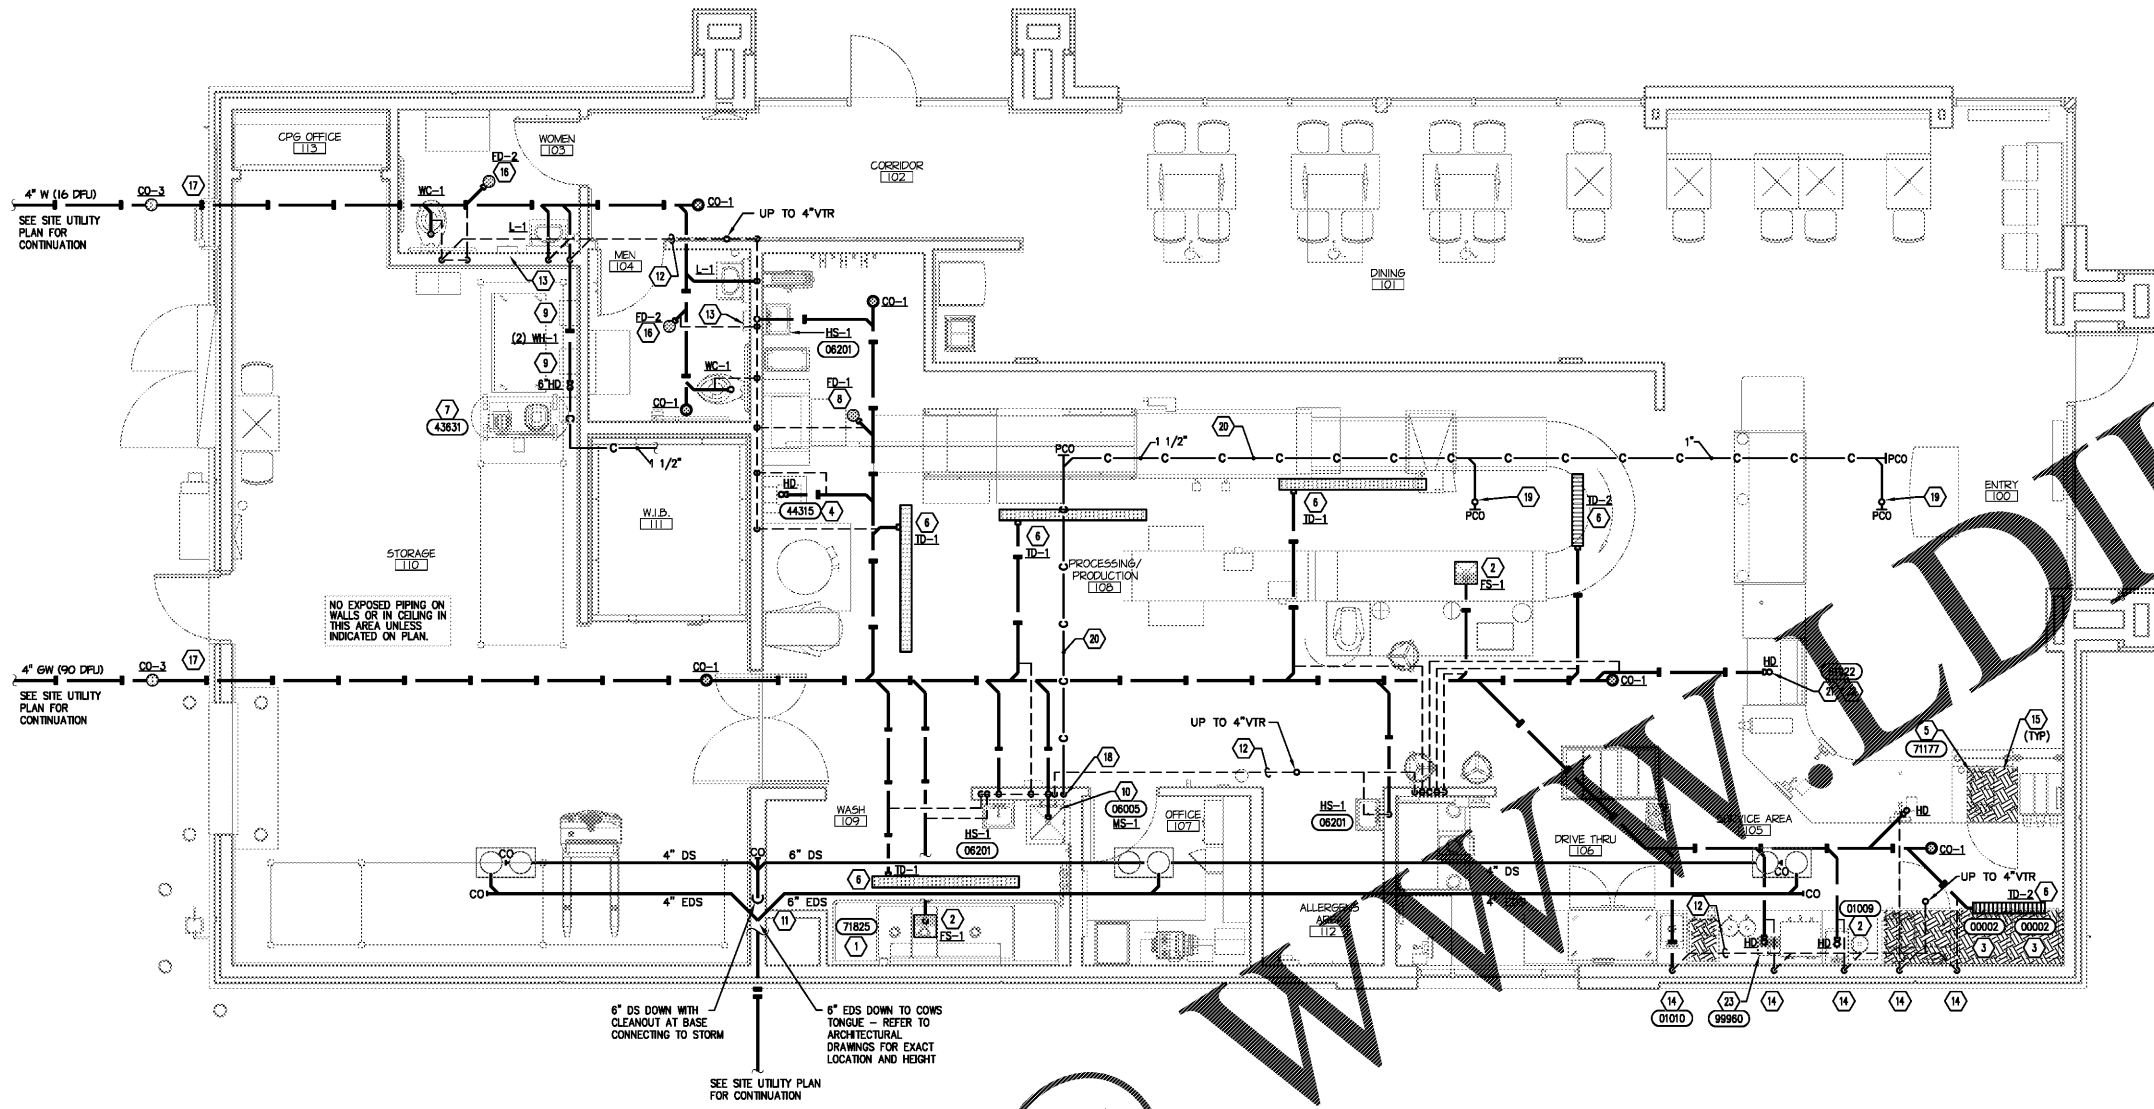 CPG OFFICE
113
WOMEN
103
FD-2
16
CORRIDOR
102
4" W (16 DFU)
CO-3
17
WC-1
CO-1
SEE SITE UTILITY
PLAN FOR
CONTINUATION
L-1
UP TO 4"VTR
MEN
104
12
L-1
13
DINING
101
9
FD-2
16
13
CO-1
(2) WH-1
HS-1
06201
9
WC-1
6"HD
FD-1
8
CO-1
7
43631
C
C
1 1/2"
PCO
1 1/2"
20
1"
PCO
C C C C C C C C C C C C C
HD
44315
4
W.I.B.
111
6
TD-1
6
TD-1
6
TD-1
19
PCO
TD-2
6
19
PCO
ENTRY
100
STORAGE
110
PROCESSING/
PRODUCTION
108
2
FS-1
NO EXPOSED PIPING ON
WALLS OR IN CEILING IN
THIS AREA UNLESS
INDICATED ON PLAN.
C
C
C
C
C
20
4" GW (90 DFU)
CO-3
17
CO-1
CO-1
HD
SEE SITE UTILITY
PLAN FOR
CONTINUATION
UP TO 4"VTR
12
18
5
71177
15
(TYP)
10
06005
MS-1
WASH
109
HS-1
06201
OFFICE
107
HS-1
06201
DRIVE THRU
106
SERVICE AREA
105
HD
CO-1
CO
4" DS
CO
6" DS
4" DS
CO
UP TO 4"VTR
CO
4" EDS
6" EDS
4" EDS
CO
6
TD-1
11
71825
1
2
FS-1
ALLERGENS
AREA
112
12
01009
2
HD
HD
TD-2
6
00002
00002
3
3
14
01010
23
99960
14
14
14
14
6" DS DOWN WITH
CLEANOUT AT BASE
CONNECTING TO STORM
6" EDS DOWN TO COWS
TONGUE - REFER TO
ARCHITECTURAL
DRAWINGS FOR EXACT
LOCATION AND HEIGHT
SEE SITE UTILITY PLAN
FOR CONTINUATION